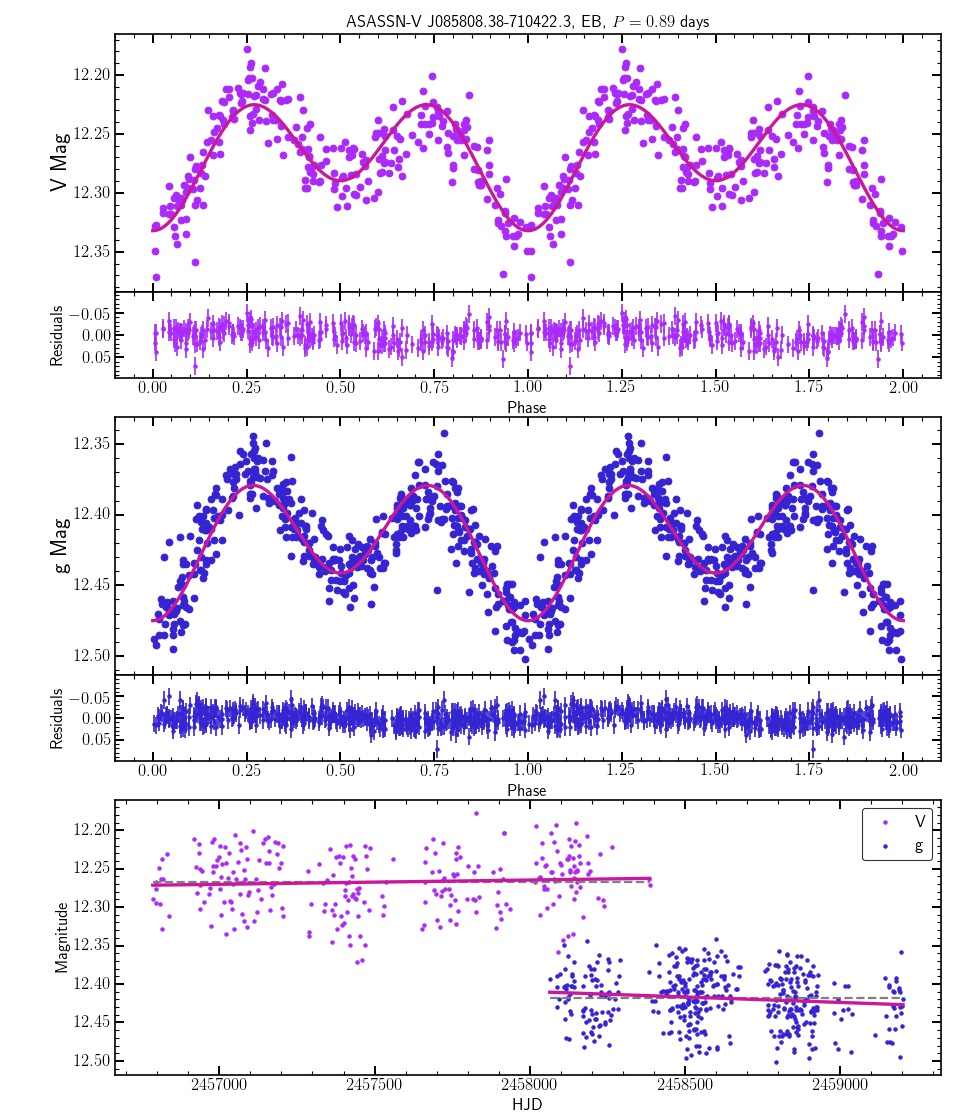 ASASSN-V J085808.38-710422.3, EB, P = 0.89 days
V Mag
12.20
12.25
12.30
12.35
Residuals
−0.05
0.00
0.05
0.00 0.25 0.50 0.75 1.00 1.25 1.50 1.75 2.00
Phase
g Mag
12.35
12.40
12.45
12.50
Residuals
−0.05
0.00
0.05
0.00 0.25 0.50 0.75 1.00 1.25 1.50 1.75 2.00
Phase
Magnitude
12.20
12.25
12.30
12.35
12.40
12.45
12.50
V
g
2457000 2457500 2458000 2458500 2459000
HJD